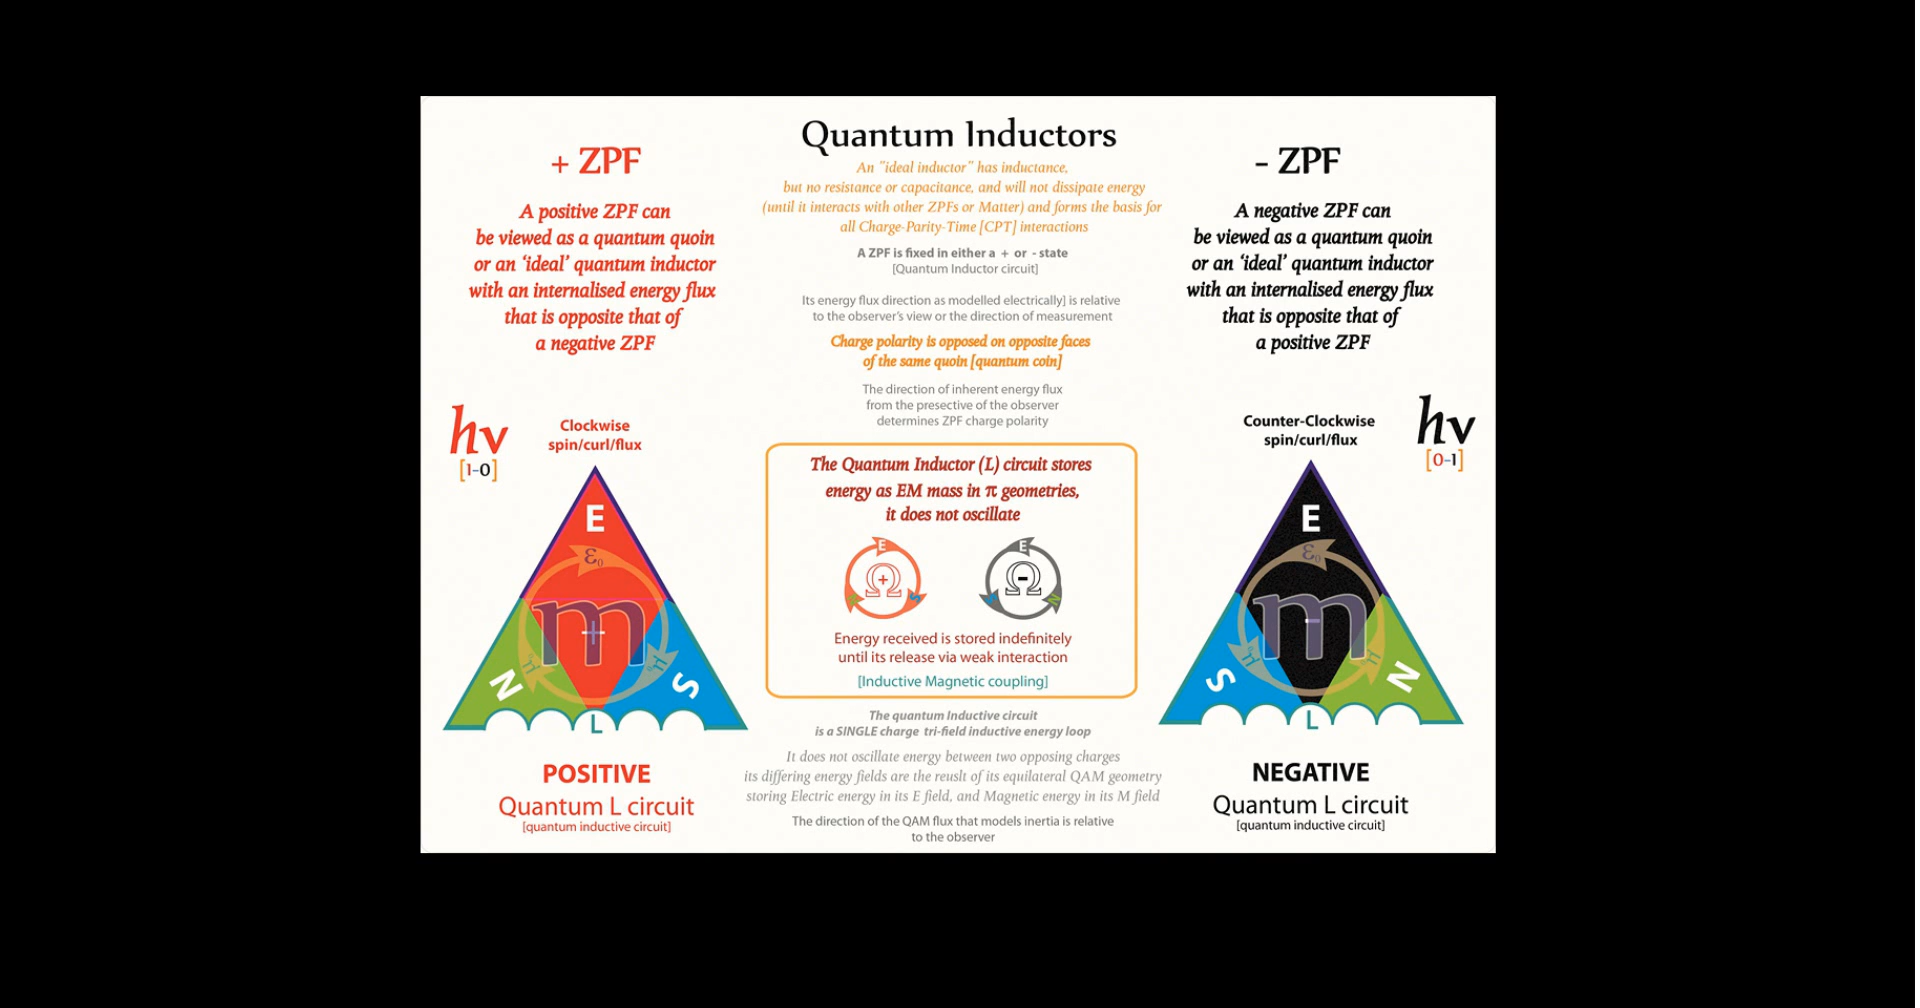 Quantum Inductors
An "ideal inductor" has inductance,
but no resistance or capacitance, and will not dissipate energy
(until it interacts with other ZPFs or Matter) and forms the basis for
all Charge-Parity-Time [CPT] interactions
A ZPF is fixed in either a + or - state
[Quantum Inductor circuit]
Its energy flux direction as modelled electrically] is relative
to the observer's view or the direction of measurement
Charge polarity is opposed on opposite faces
of the same quoin [quantum coin]
The direction of inherent energy flux
from the presective of the observer
determines ZPF charge polarity
+ ZPF
A positive ZPF can
be viewed as a quantum quoin
or an ‘ideal’ quantum inductor
with an internalised energy flux
that is opposite that of
a negative ZPF
hν
[1-0]
Clockwise
spin/curl/flux
E
ε0
m
+
N
S
L
POSITIVE
Quantum L circuit
[quantum inductive circuit]
The Quantum Inductor (L) circuit stores
energy as EM mass in π geometries,
it does not oscillate
E
Ω
+
N
S
E
Ω
-
S
N
Energy received is stored indefinitely
until its release via weak interaction
[Inductive Magnetic coupling]
The quantum Inductive circuit
is a SINGLE charge tri-field inductive energy loop
It does not oscillate energy between two opposing charges
its differing energy fields are the reuslt of its equilateral QAM geometry
storing Electric energy in its E field, and Magnetic energy in its M field
The direction of the QAM flux that models inertia is relative
to the observer
- ZPF
A negative ZPF can
be viewed as a quantum quoin
or an ‘ideal’ quantum inductor
with an internalised energy flux
that is opposite that of
a positive ZPF
Counter-Clockwise
spin/curl/flux
hν
[0-1]
E
ε0
m
-
S
N
L
NEGATIVE
Quantum L circuit
[quantum inductive circuit]